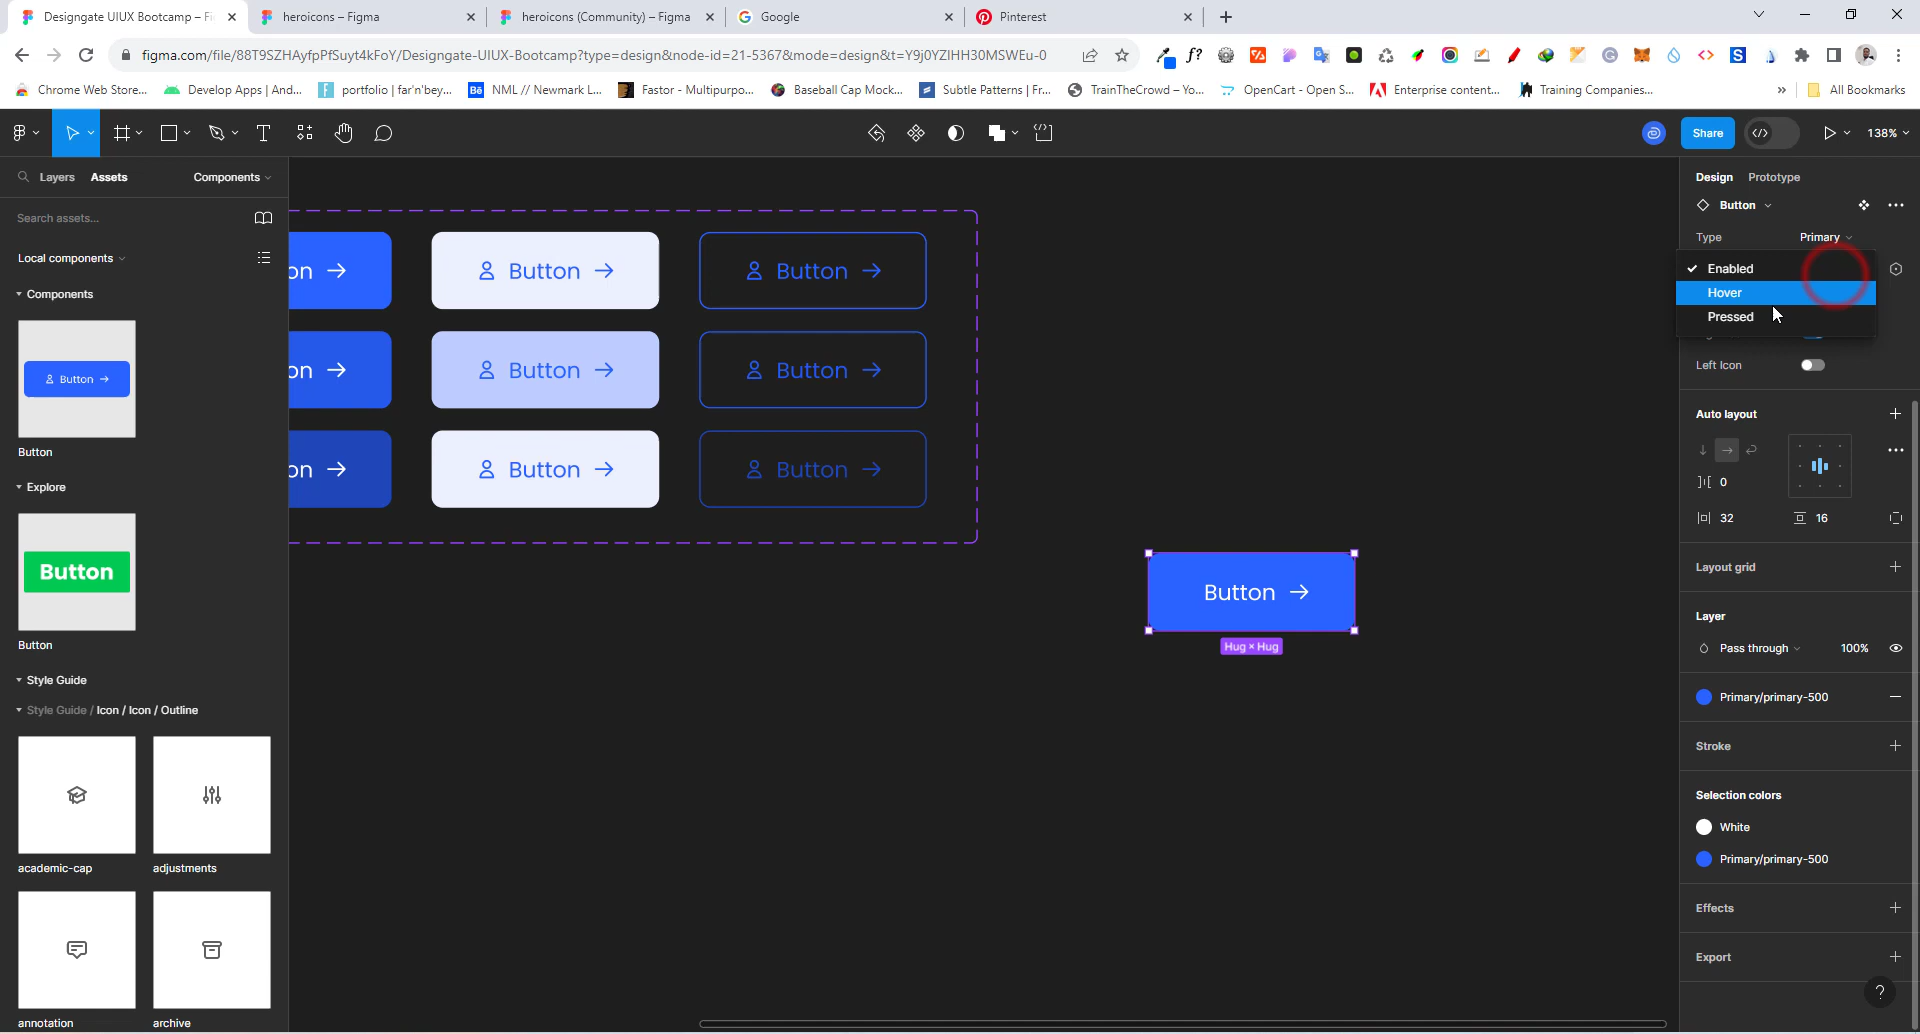 Designgate UIUX Bootcamp – Fi
heroicons – Figma
heroicons (Community) – Figma
Google
Pinterest
figma.com/file/88T9SZHAyfpPfSuyt4kFoY/Designgate-UIUX-Bootcamp?type=design&node-id=21-5367&mode=design&t=Y9j0YZIHH30MSWEu-0
Chrome Web Store...
Develop Apps | And...
portfolio | far'n'bey...
NML // Newmark L...
Fastor - Multipurpo...
Baseball Cap Mock...
Subtle Patterns | Fr...
TrainTheCrowd – Yo...
OpenCart - Open S...
Enterprise content...
Training Companies...
»
All Bookmarks
Share
138%
Layers
Assets
Components
Search assets...
Local components
Components
Button
Button
Explore
Button
Button
Style Guide
Style Guide / Icon / Icon / Outline
academic-cap
adjustments
annotation
archive
on
Button
Button
on
Button
Button
on
Button
Button
Button
Hug × Hug
Design
Prototype
Button
Type
Primary
Enabled
Hover
Pressed
Left Icon
Auto layout
0
32
16
Layout grid
Layer
Pass through
100%
Primary/primary-500
Stroke
Selection colors
White
Primary/primary-500
Effects
Export
?